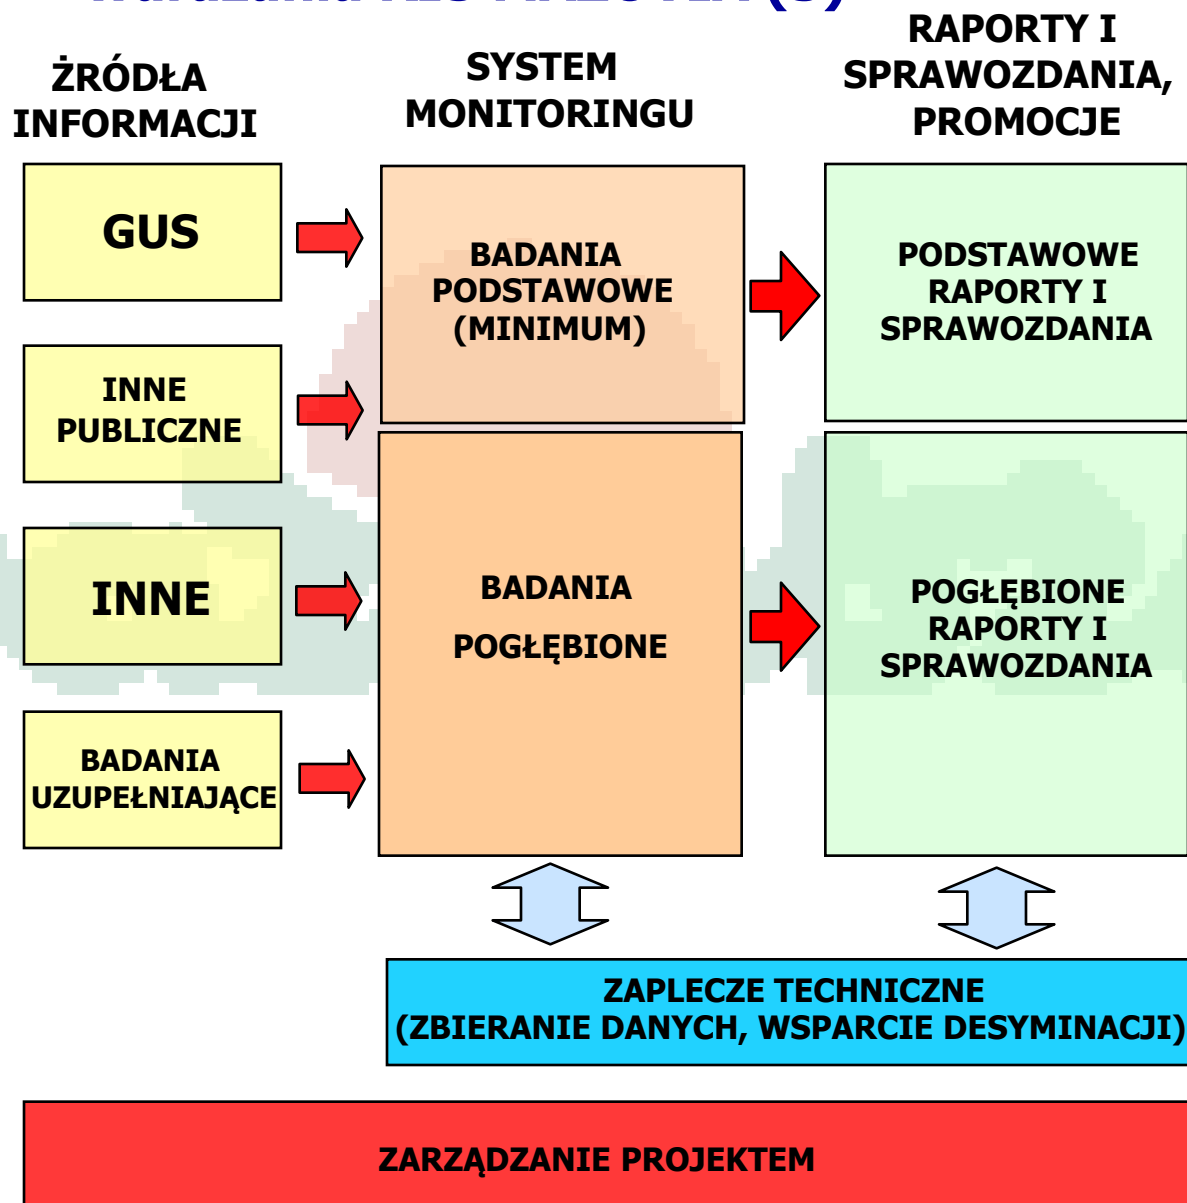 RAPORTY I
SPRAWOZDANIA,
PROMOCJE
ŻRÓDŁA
INFORMACJI
SYSTEM
MONITORINGU
GUS
BADANIA
PODSTAWOWE
(MINIMUM)
PODSTAWOWE
RAPORTY I
SPRAWOZDANIA
INNE
PUBLICZNE
INNE
BADANIA
POGŁĘBIONE
POGŁĘBIONE
RAPORTY I
SPRAWOZDANIA
BADANIA
UZUPEŁNIAJĄCE
ZAPLECZE TECHNICZNE
(ZBIERANIE DANYCH, WSPARCIE DESYMINACJI)
ZARZĄDZANIE PROJEKTEM